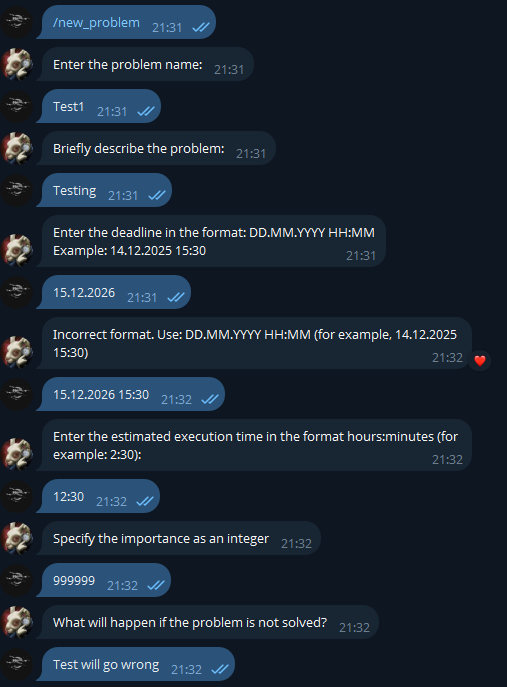 /new_problem 21:31
Enter the problem name: 21:31
Test1 21:31
Briefly describe the problem: 21:31
Testing 21:31
Enter the deadline in the format: DD.MM.YYYY HH:MM
Example: 14.12.2025 15:30 21:31
15.12.2026 21:31
Incorrect format. Use: DD.MM.YYYY HH:MM (for example, 14.12.2025
15:30) 21:32
15.12.2026 15:30 21:32
Enter the estimated execution time in the format hours:minutes (for
example: 2:30): 21:32
12:30 21:32
Specify the importance as an integer 21:32
999999 21:32
What will happen if the problem is not solved? 21:32
Test will go wrong 21:32